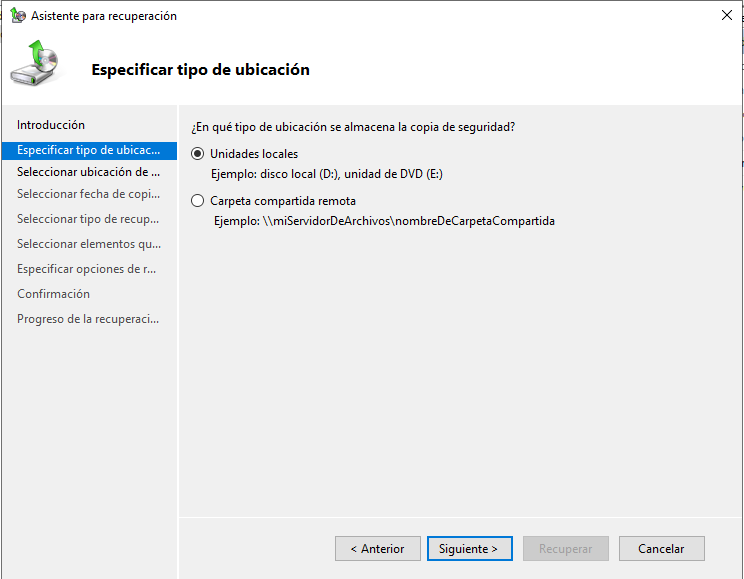 Asistente para recuperación
Especificar tipo de ubicación
Introducción
Especificar tipo de ubicac...
Seleccionar ubicación de ...
Seleccionar fecha de copi...
Seleccionar tipo de recup...
Seleccionar elementos qu...
Especificar opciones de r...
Confirmación
Progreso de la recuperaci...
¿En qué tipo de ubicación se almacena la copia de seguridad?
Unidades locales
Ejemplo: disco local (D:), unidad de DVD (E:)
Carpeta compartida remota
Ejemplo: \\miServidorDeArchivos\nombreDeCarpetaCompartida
< Anterior
Siguiente >
Recuperar
Cancelar